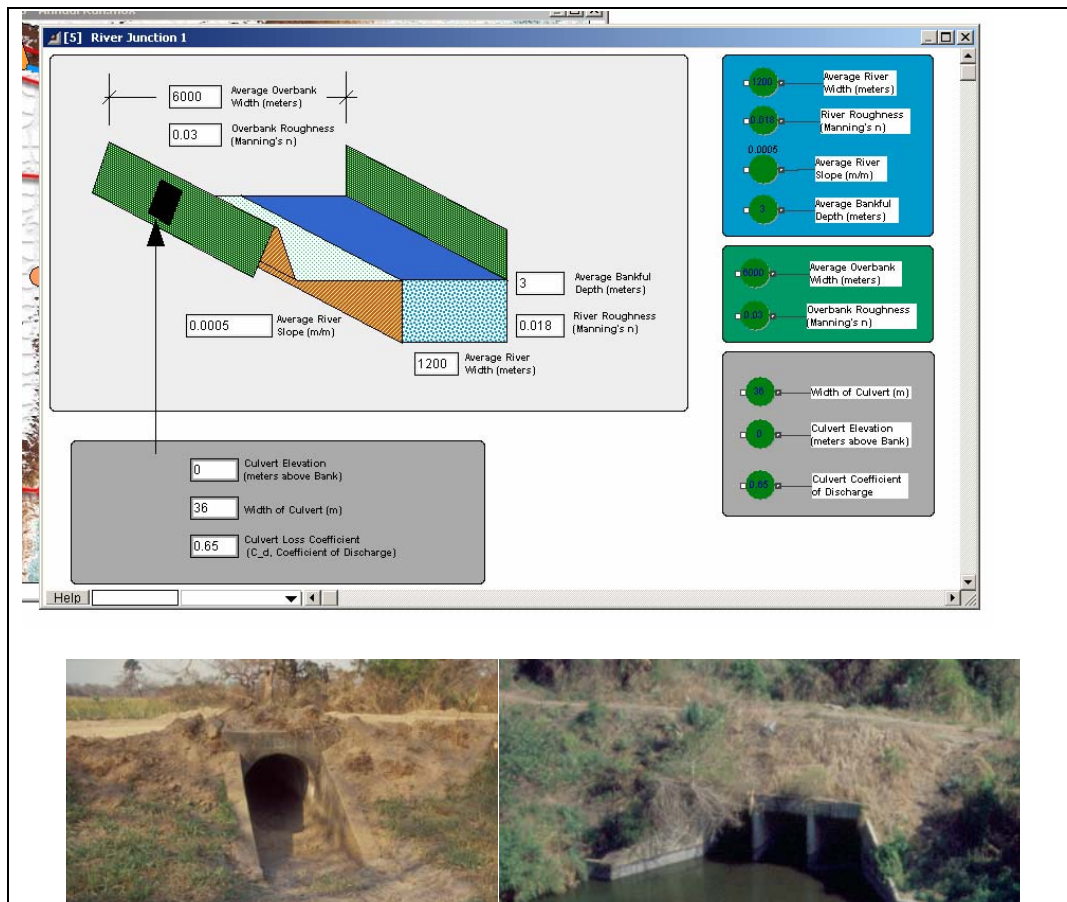 [5] River Junction 1
6000
Average Overbank
Width (meters)
0.03
Overbank Roughness
(Manning's n)
3
Average Bankful
Depth (meters)
0.0005
Average River
Slope (m/m)
0.018
River Roughness
(Manning's n)
1200
Average River
Width (meters)
0
Culvert Elevation
(meters above Bank)
36
Width of Culvert (m)
0.65
Culvert Loss Coefficient
(C_d, Coefficient of Discharge)
1200
Average River
Width (meters)
0.018
River Roughness
(Manning's n)
0.0005
Average River
Slope (m/m)
3
Average Bankful
Depth (meters)
6000
Average Overbank
Width (meters)
0.03
Overbank Roughness
(Manning's n)
36
Width of Culvert (m)
0
Culvert Elevation
(meters above Bank)
0.65
Culvert Coefficient
of Discharge
Help